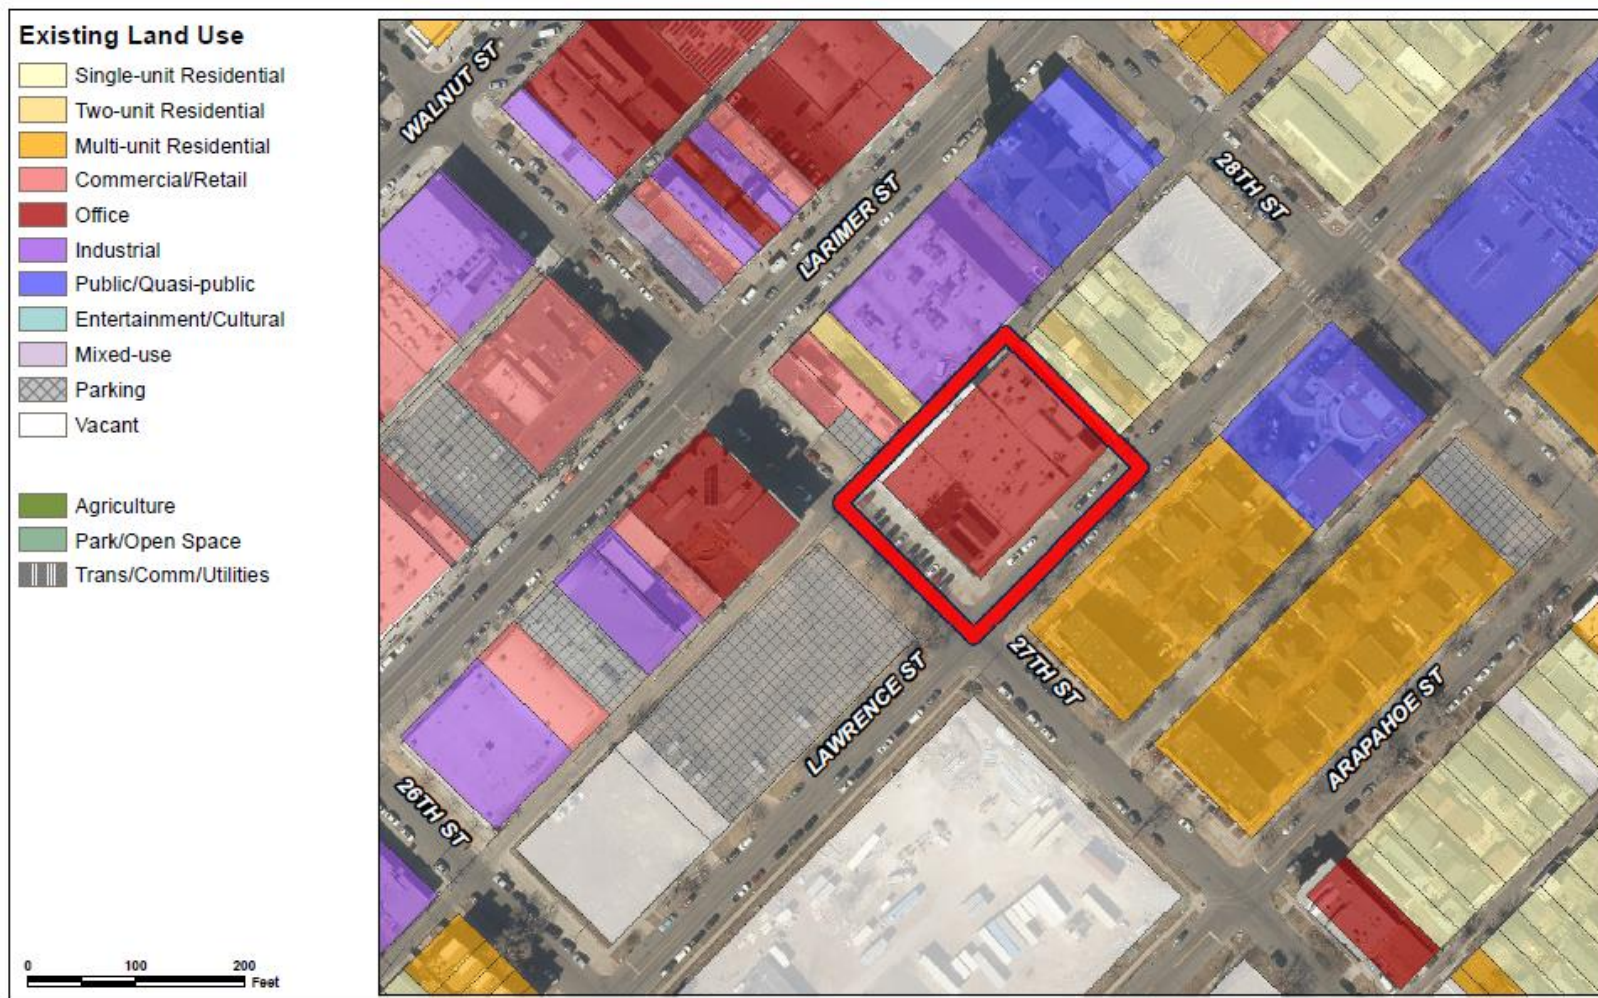 Existing Land Use
Single-unit Residential
Two-unit Residential
Multi-unit Residential
Commercial/Retail
Office
Industrial
Public/Quasi-public
Entertainment/Cultural
Mixed-use
Parking
Vacant
Agriculture
Park/Open Space
Trans/Comm/Utilities
0 100 200
Feet
WALNUT ST
LARIMER ST
28TH ST
LAWRENCE ST
27TH ST
ARAPAHOE ST
26TH ST